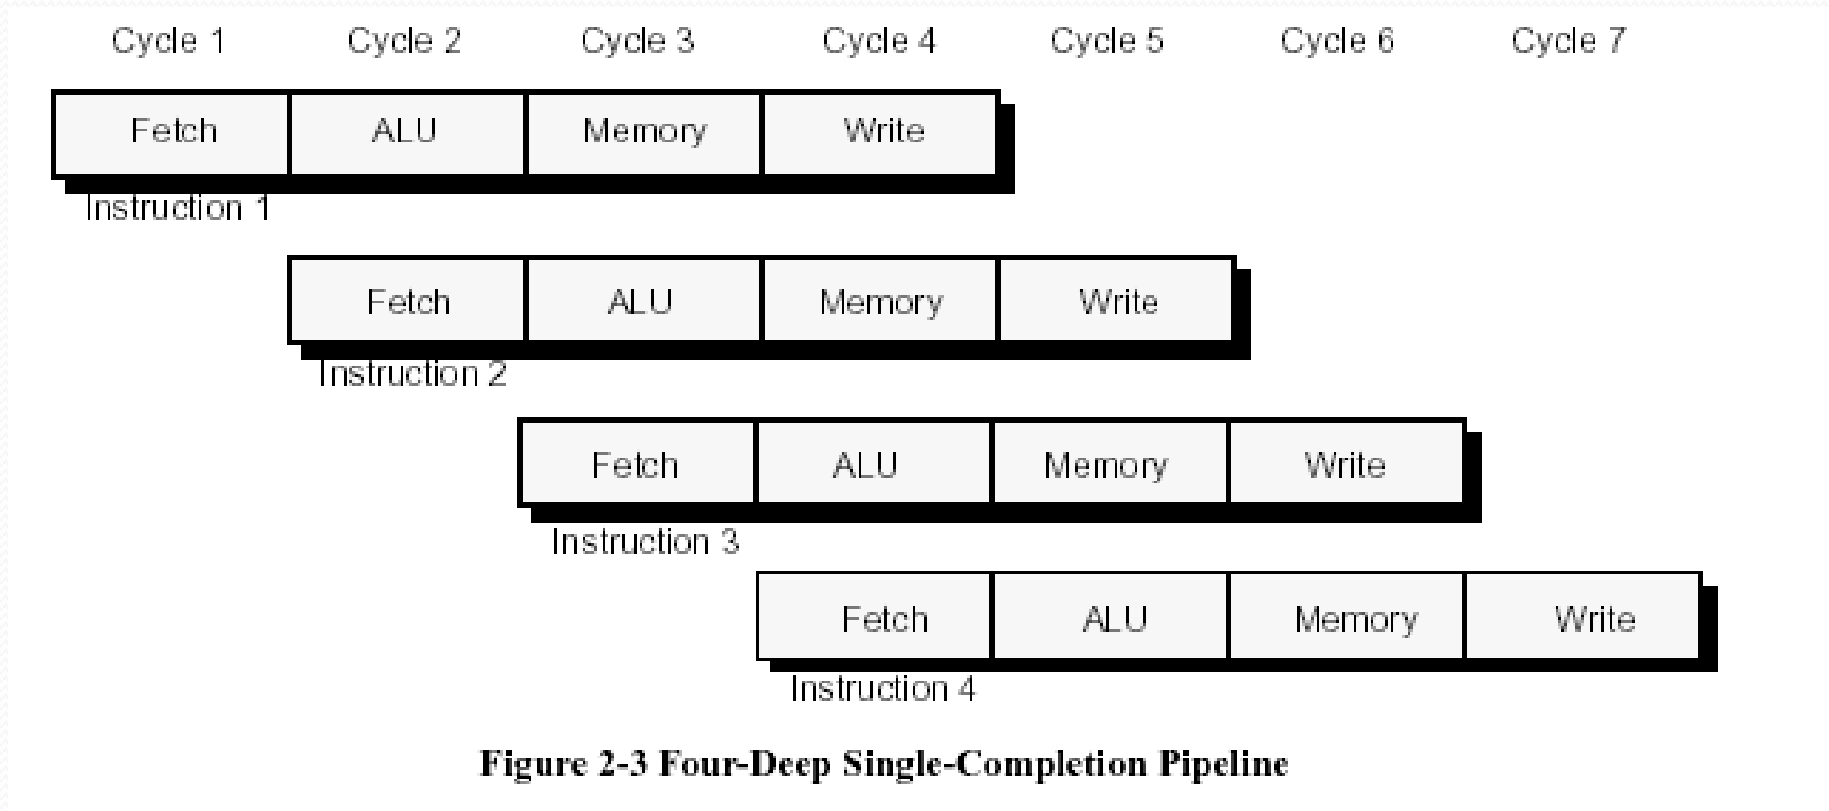 Cycle 1 Cycle 2 Cycle 3 Cycle 4 Cycle 5 Cycle 6 Cycle 7
Fetch ALU Memory Write
Instruction 1
Fetch ALU Memory Write
Instruction 2
Fetch ALU Memory Write
Instruction 3
Fetch ALU Memory Write
Instruction 4
Figure 2-3 Four-Deep Single-Completion Pipeline